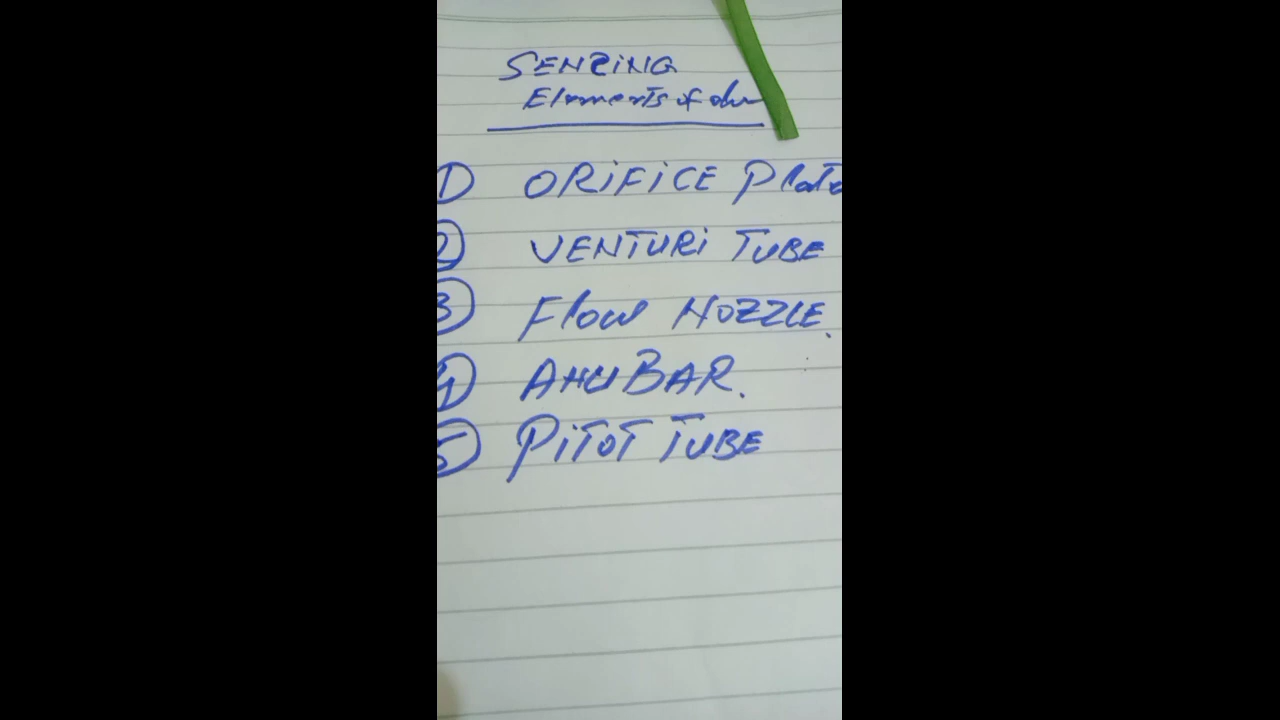 SENSING
Elements of
① ORiFiCE Plate
② VENTURi TUBE
③ Flow NOZZLE.
④ ANUBAR.
⑤ PiTOT TUBE